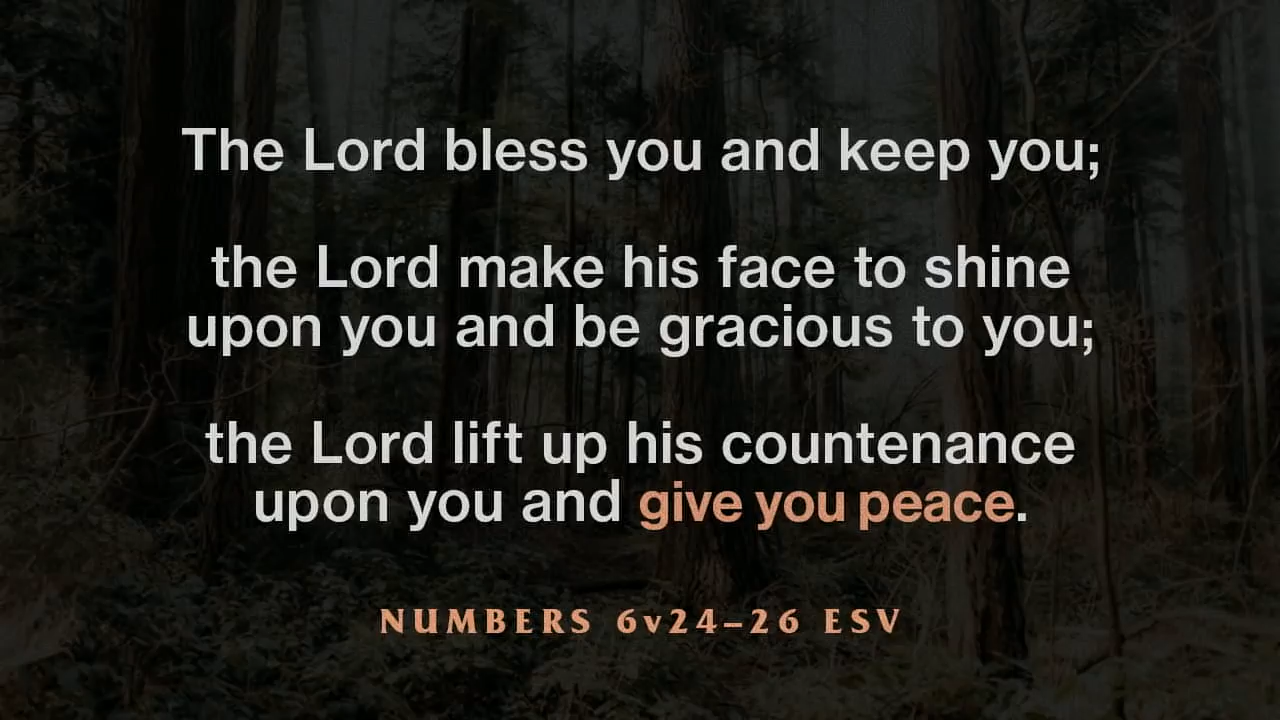 The Lord bless you and keep you;
the Lord make his face to shine
upon you and be gracious to you;
the Lord lift up his countenance
upon you and give you peace.
NUMBERS 6v24–26 ESV